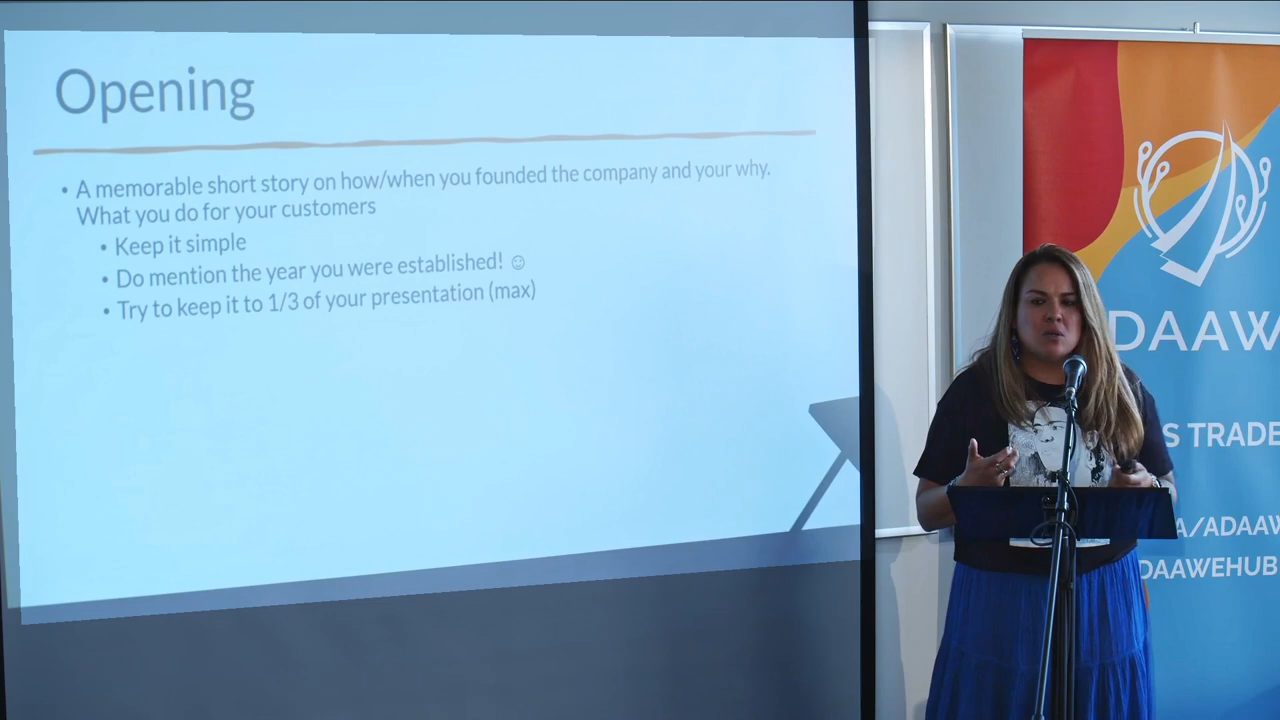 Opening
• A memorable short story on how/when you founded the company and your why.
What you do for your customers
• Keep it simple
• Do mention the year you were established! ☺
• Try to keep it to 1/3 of your presentation (max)
DAAW
S TRADE
A/ADAAW
DAAWEHUB